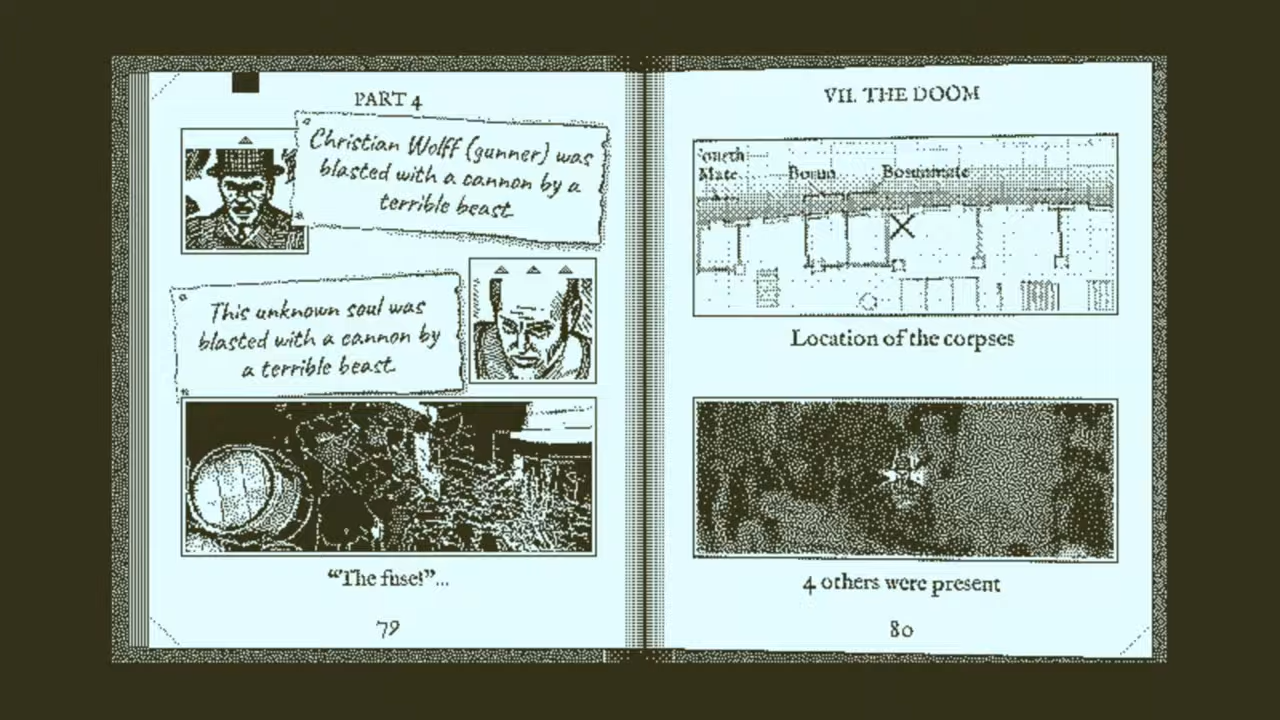 PART 4
Christian Wolff (gunner) was
blasted with a cannon by a
terrible beast.
This unknown soul was
blasted with a cannon by
a terrible beast.
“The fuse!”...
79
VII. THE DOOM
Mate
Bosun
Bosunmate
Location of the corpses
4 others were present
80